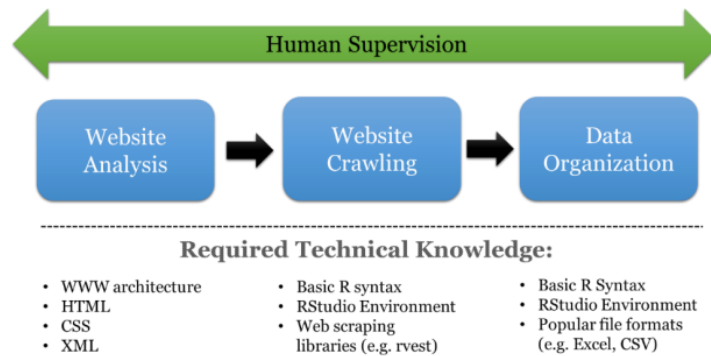 Human Supervision
Website
Analysis
Website
Crawling
Data
Organization
Required Technical Knowledge:
• WWW architecture
• HTML
• CSS
• XML
• Basic R syntax
• RStudio Environment
• Web scraping
libraries (e.g. rvest)
• Basic R Syntax
• RStudio Environment
• Popular file formats
(e.g. Excel, CSV)